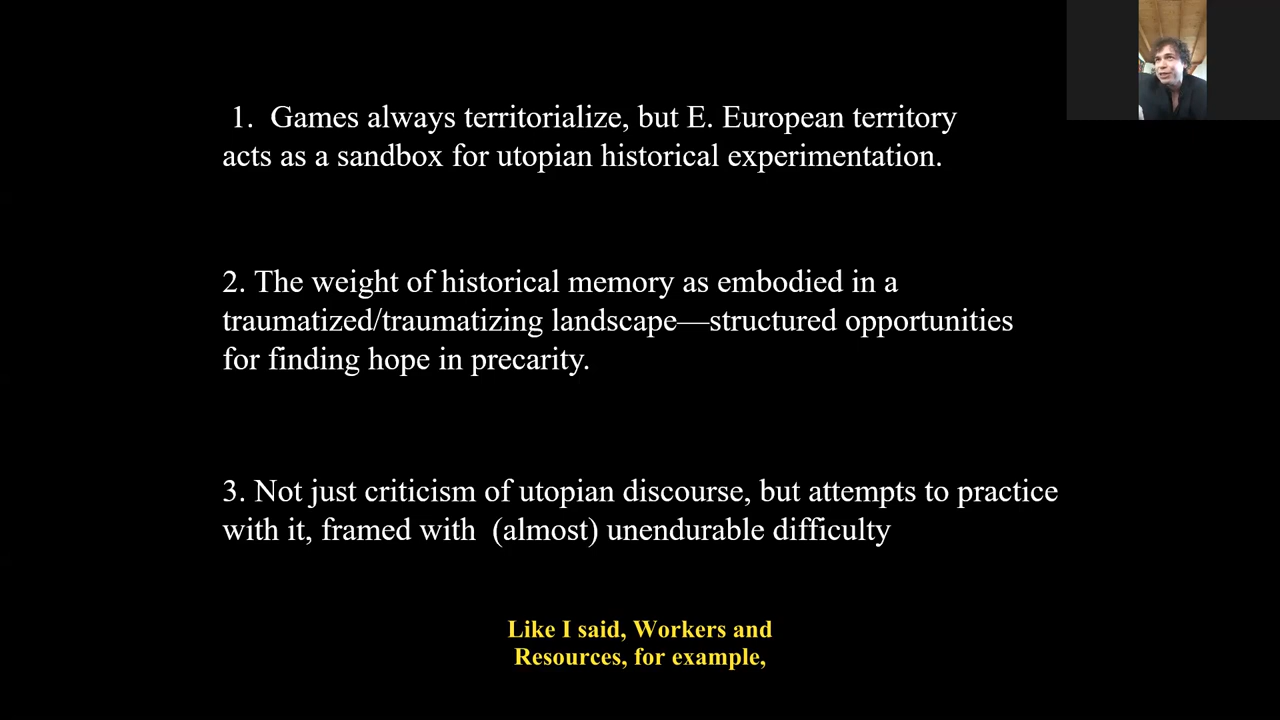 1. Games always territorialize, but E. European territory
acts as a sandbox for utopian historical experimentation.
2. The weight of historical memory as embodied in a
traumatized/traumatizing landscape—structured opportunities
for finding hope in precarity.
3. Not just criticism of utopian discourse, but attempts to practice
with it, framed with (almost) unendurable difficulty
Like I said, Workers and
Resources, for example,